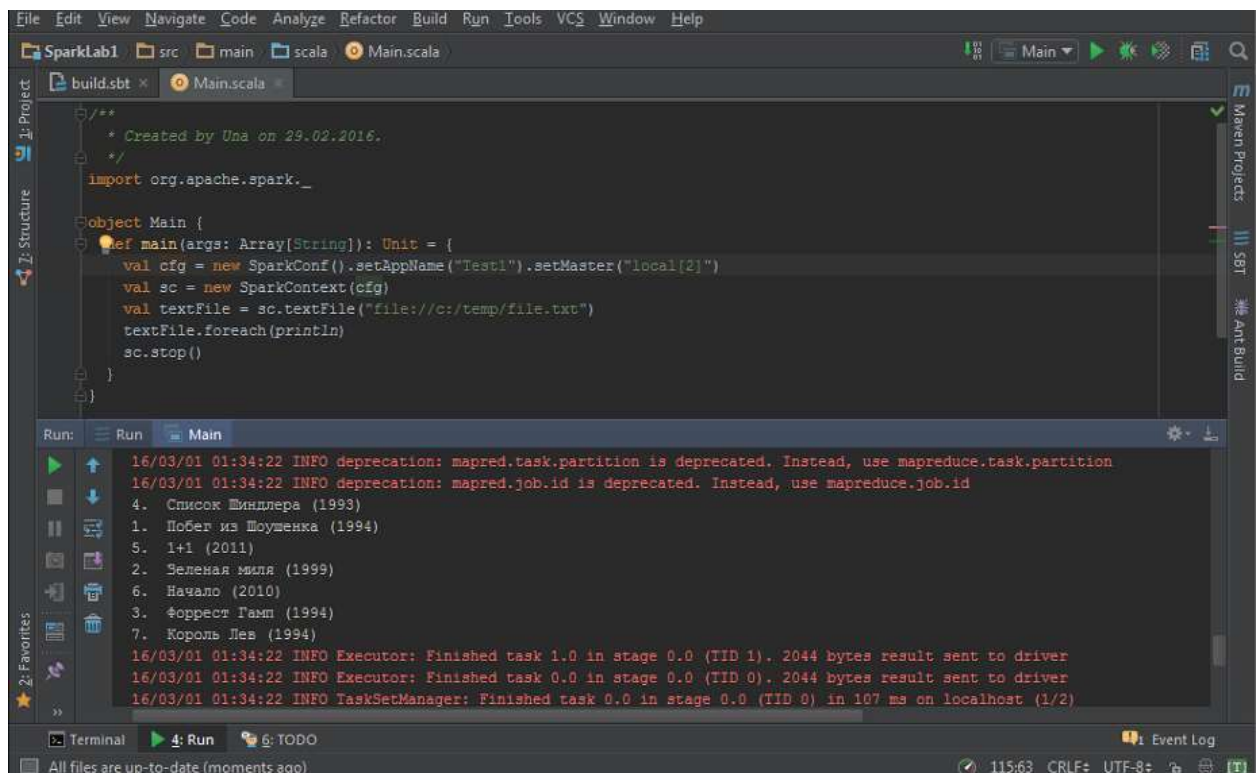 File Edit View Navigate Code Analyze Refactor Build Run Tools VCS Window Help
SparkLab1 src main scala Main.scala Main
build.sbt Main.scala
1: Project
7: Structure
2: Favorites
/**
* Created by Una on 29.02.2016.
*/
import org.apache.spark._
object Main {
def main(args: Array[String]): Unit = {
val cfg = new SparkConf().setAppName("Test1").setMaster("local[2]")
val sc = new SparkContext(cfg)
val textFile = sc.textFile("file://c:/temp/file.txt")
textFile.foreach(println)
sc.stop()
}
}
m Maven Projects
SBT
Ant Build
Run: Run Main
16/03/01 01:34:22 INFO deprecation: mapred.task.partition is deprecated. Instead, use mapreduce.task.partition
16/03/01 01:34:22 INFO deprecation: mapred.job.id is deprecated. Instead, use mapreduce.job.id
4. Список Шиндлера (1993)
1. Побег из Шоушенка (1994)
5. 1+1 (2011)
2. Зеленая миля (1999)
6. Начало (2010)
3. Форрест Гамп (1994)
7. Король Лев (1994)
16/03/01 01:34:22 INFO Executor: Finished task 1.0 in stage 0.0 (TID 1). 2044 bytes result sent to driver
16/03/01 01:34:22 INFO Executor: Finished task 0.0 in stage 0.0 (TID 0). 2044 bytes result sent to driver
16/03/01 01:34:22 INFO TaskSetManager: Finished task 0.0 in stage 0.0 (TID 0) in 107 ms on localhost (1/2)
Terminal 4: Run 6: TODO 1 Event Log
All files are up-to-date (moments ago) 115:63 CRLF UTF-8 [T]